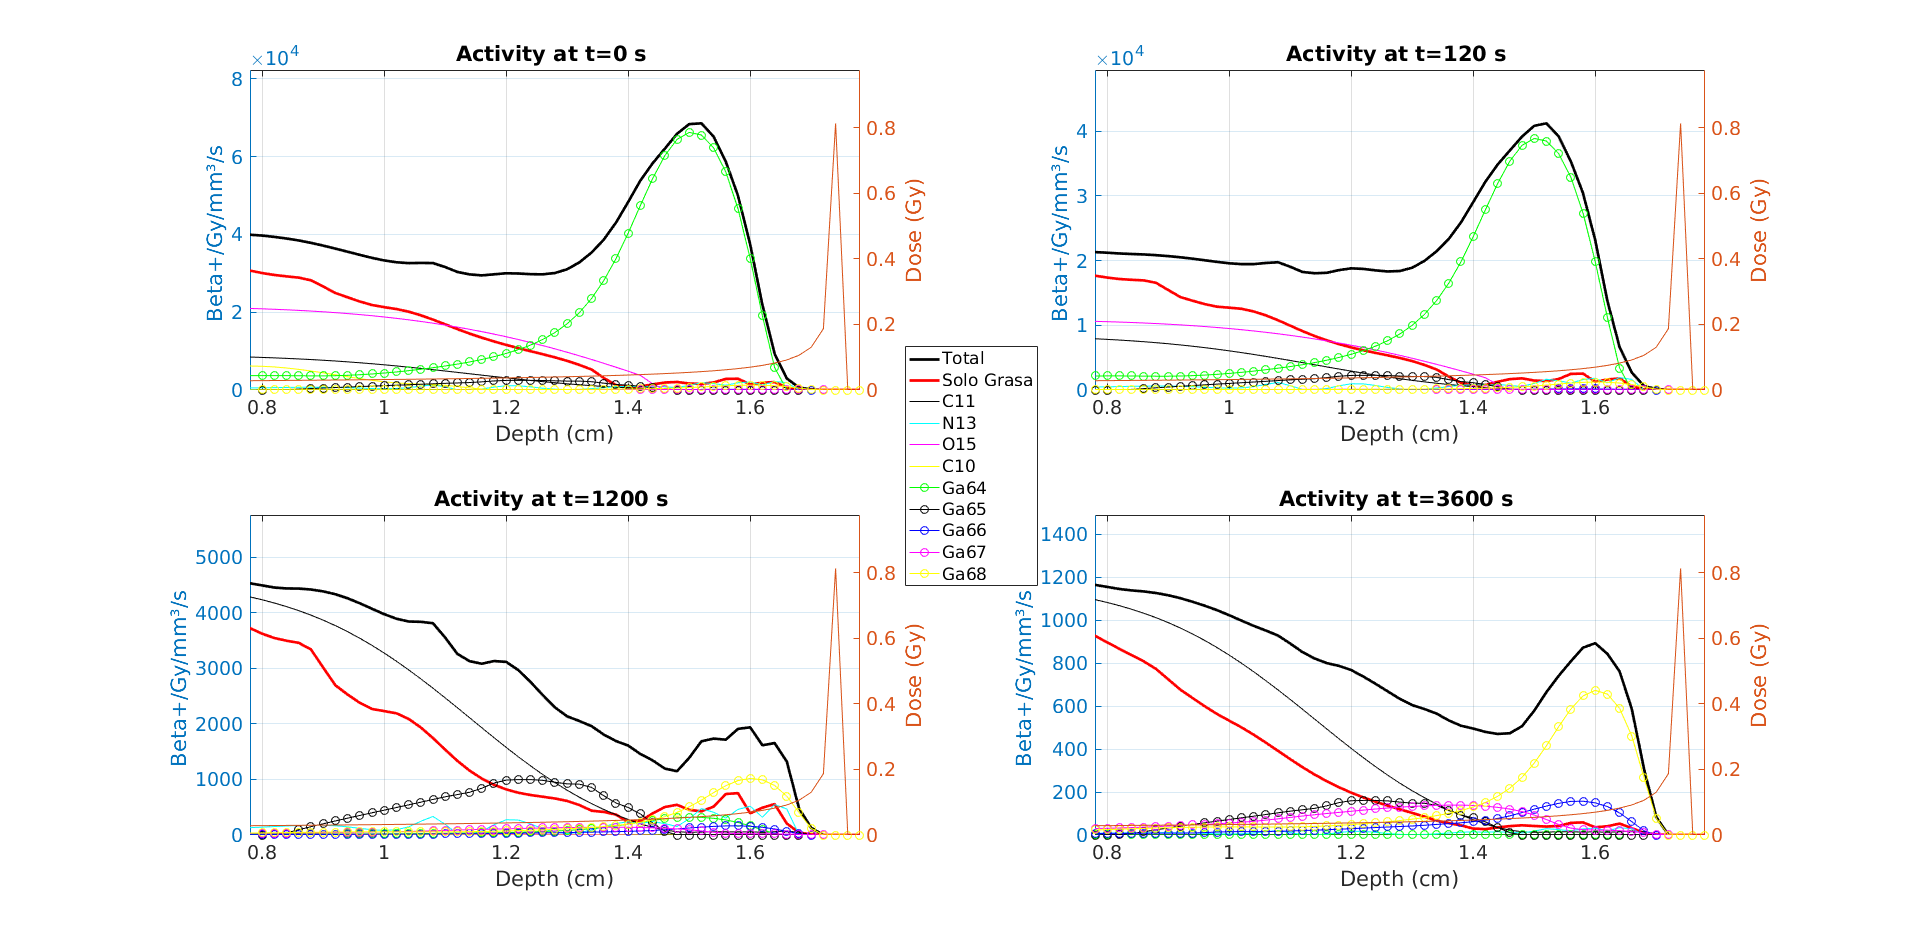 Activity at t=0 s
×10⁴
8
6
4
2
0
Beta+/Gy/mm³/s
0.8
0.6
0.4
0.2
0
Dose (Gy)
0.8
1
1.2
1.4
1.6
Depth (cm)
Activity at t=120 s
×10⁴
4
3
2
1
0
Beta+/Gy/mm³/s
0.8
0.6
0.4
0.2
0
Dose (Gy)
0.8
1
1.2
1.4
1.6
Depth (cm)
Total
Solo Grasa
C11
N13
O15
C10
Ga64
Ga65
Ga66
Ga67
Ga68
Activity at t=1200 s
5000
4000
3000
2000
1000
0
Beta+/Gy/mm³/s
0.8
0.6
0.4
0.2
0
Dose (Gy)
0.8
1
1.2
1.4
1.6
Depth (cm)
Activity at t=3600 s
1400
1200
1000
800
600
400
200
0
Beta+/Gy/mm³/s
0.8
0.6
0.4
0.2
0
Dose (Gy)
0.8
1
1.2
1.4
1.6
Depth (cm)